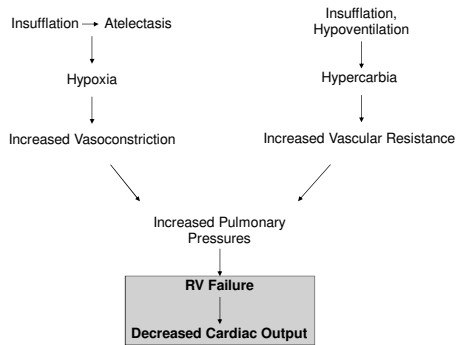 Insufflation Atelectasis
Hypoxia
Increased Vasoconstriction
Insufflation,
Hypoventilation
Hypercarbia
Increased Vascular Resistance
Increased Pulmonary
Pressures
RV Failure
Decreased Cardiac Output